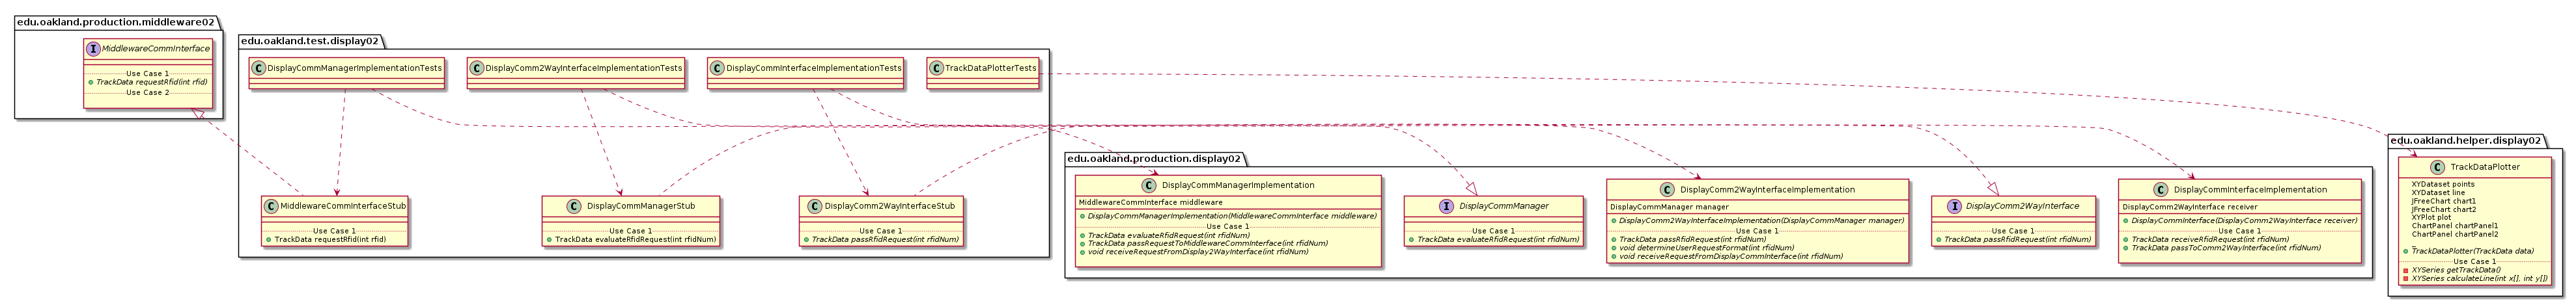 edu.oakland.production.middleware02
MiddlewareCommInterface
Use Case 1
TrackData requestRfid(int rfid)
Use Case 2
edu.oakland.test.display02
DisplayCommManagerImplementationTests
DisplayComm2WayInterfaceImplementationTests
DisplayCommInterfaceImplementationTests
TrackDataPlotterTests
MiddlewareCommInterfaceStub
Use Case 1
TrackData requestRfid(int rfid)
DisplayCommManagerStub
Use Case 1
TrackData evaluateRfidRequest(int rfidNum)
DisplayComm2WayInterfaceStub
Use Case 1
TrackData passRfidRequest(int rfidNum)
edu.oakland.production.display02
DisplayCommManagerImplementation
MiddlewareCommInterface middleware
DisplayCommManagerImplementation(MiddlewareCommInterface middleware)
Use Case 1
TrackData evaluateRfidRequest(int rfidNum)
TrackData passRequestToMiddlewareCommInterface(int rfidNum)
void receiveRequestFromDisplay2WayInterface(int rfidNum)
DisplayCommManager
Use Case 1
TrackData evaluateRfidRequest(int rfidNum)
DisplayComm2WayInterfaceImplementation
DisplayCommManager manager
DisplayComm2WayInterfaceImplementation(DisplayCommManager manager)
Use Case 1
TrackData passRfidRequest(int rfidNum)
void determineUserRequestFormat(int rfidNum)
void receiveRequestFromDisplayCommInterface(int rfidNum)
DisplayComm2WayInterface
Use Case 1
TrackData passRfidRequest(int rfidNum)
DisplayCommInterfaceImplementation
DisplayComm2WayInterface receiver
DisplayCommInterface(DisplayComm2WayInterface receiver)
Use Case 1
TrackData receiveRfidRequest(int rfidNum)
TrackData passToComm2WayInterface(int rfidNum)
edu.oakland.helper.display02
TrackDataPlotter
XYDataset points
XYDataset line
JFreeChart chart1
JFreeChart chart2
XYPlot plot
ChartPanel chartPanel1
ChartPanel chartPanel2
_
TrackDataPlotter(TrackData data)
Use Case 1
XYSeries getTrackData()
XYSeries calculateLine(int x[], int y[])